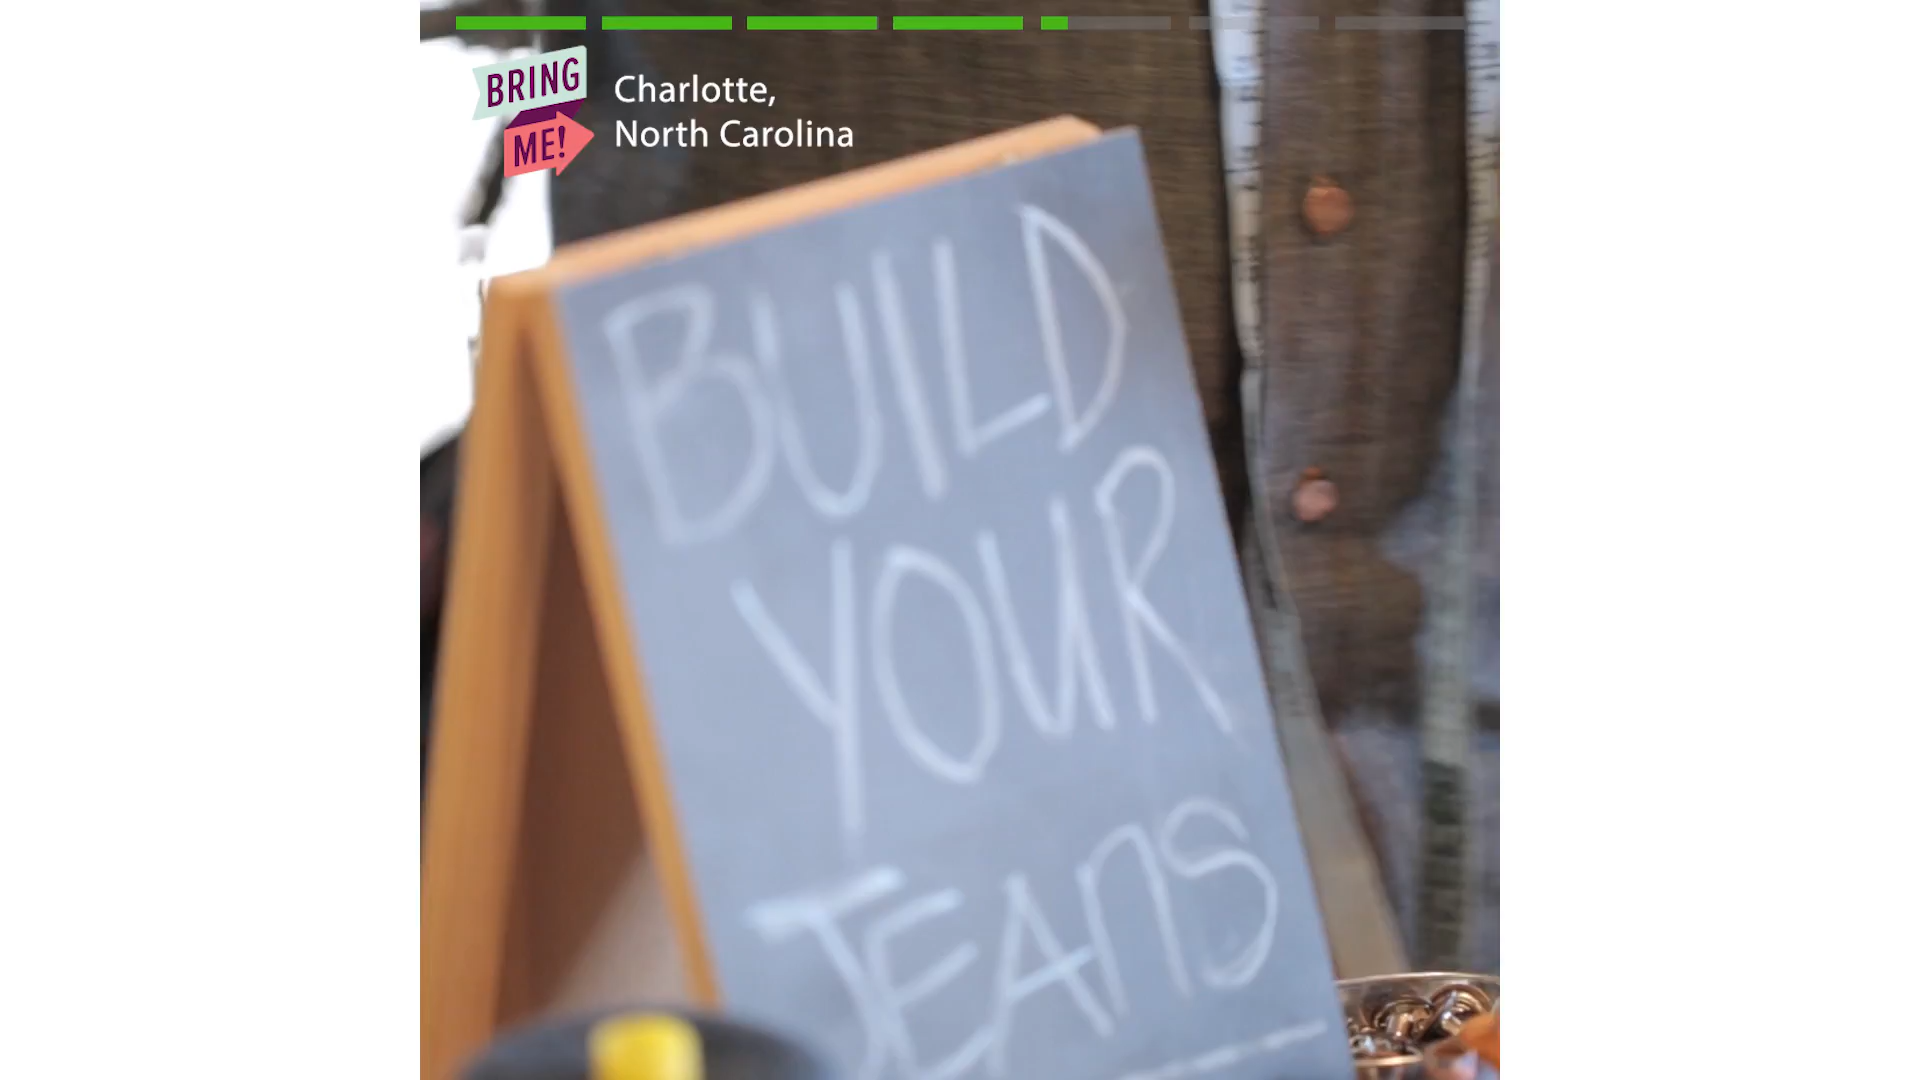 BRING
ME!
Charlotte,
North Carolina
BUILD
YOUR
JEANS